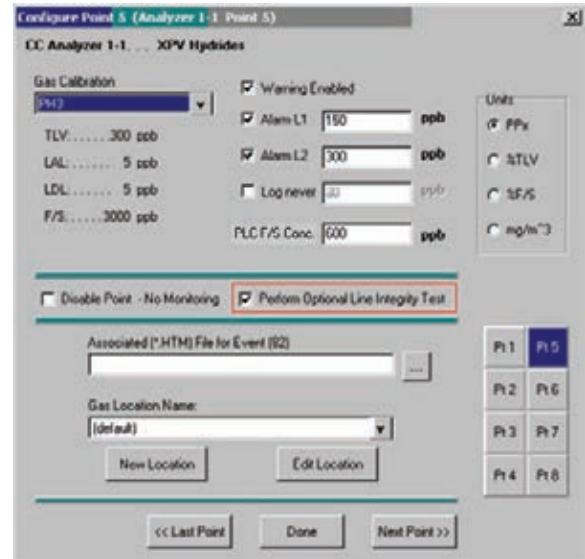 Configure Point 5 (Analyzer 1-1 Point 5)
CC Analyzer 1-1. . . XPV Hydrides
Gas Calibration
PH3
TLV:......300 ppb
LAL:...... 5 ppb
LDL:...... 5 ppb
F/S:......3000 ppb
Warning Enabled
Alarm L1 150 ppb
Alarm L2 300 ppb
Log never ppb
PLC F/S Conc. 600 ppb
Units
PPx
%TLV
%F/S
mg/m^3
Disable Point - No Monitoring
Perform Optional Line Integrity Test
Associated (*.HTM) File for Event (82)
...
Gas Location Name:
(default)
New Location
Edit Location
Pt 1
Pt 5
Pt 2
Pt 6
Pt 3
Pt 7
Pt 4
Pt 8
<< Last Point
Done
Next Point >>